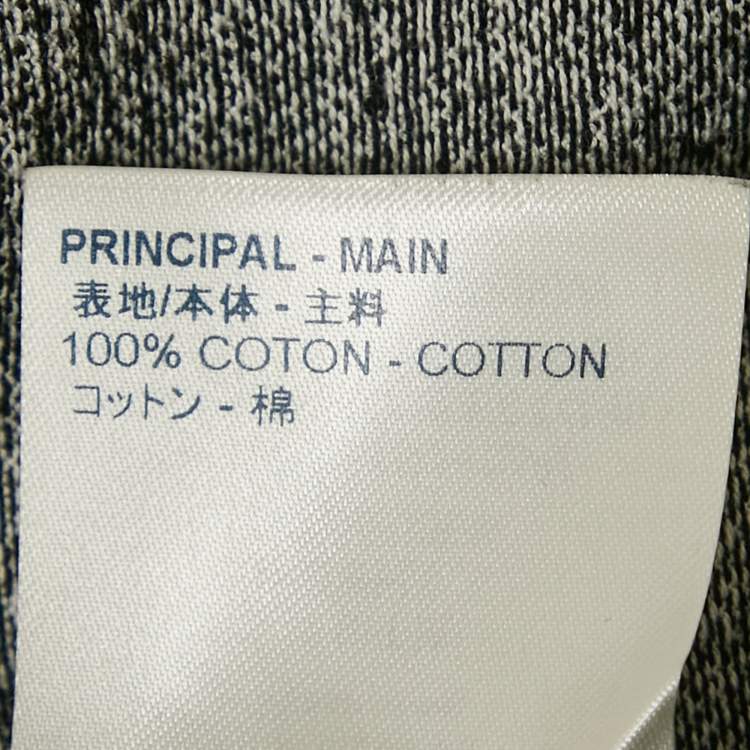 PRINCIPAL - MAIN
表地/本体 - 主料
100% COTON - COTTON
コットン - 棉